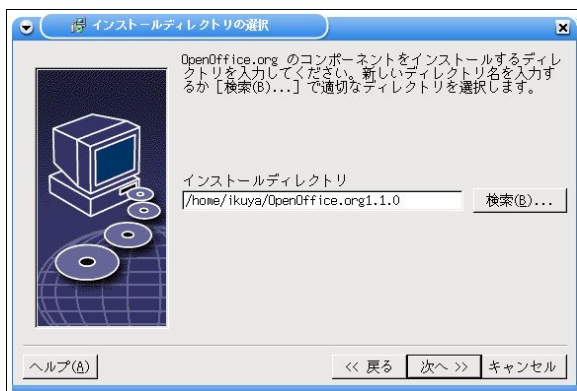 インストールディレクトリの選択
OpenOffice.org のコンポーネントをインストールするディレ
クトリを入力してください。新しいディレクトリ名を入力す
るか [検索(B)...] で適切なディレクトリを選択します。
インストールディレクトリ
/home/ikuya/OpenOffice.org1.1.0
検索(B)...
ヘルプ(A)
<< 戻る
次へ >>
キャンセル